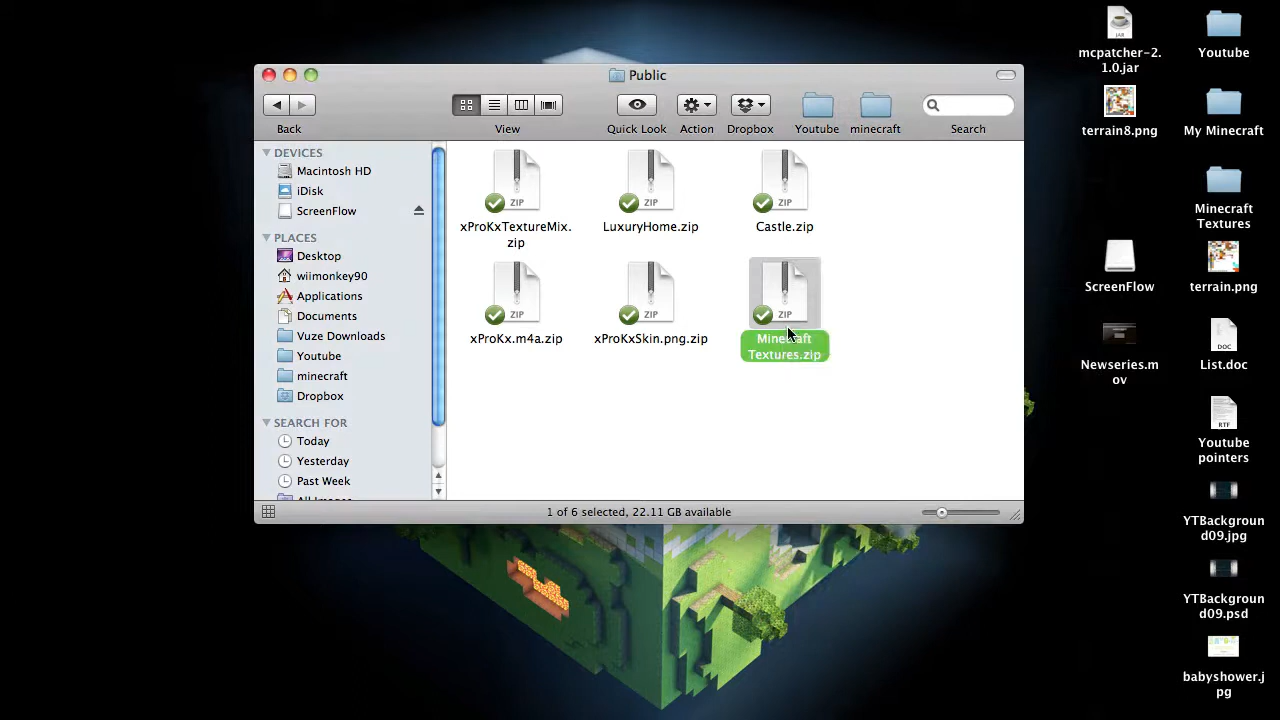 Public
Back
View
Quick Look
Action
Dropbox
Youtube
minecraft
Search
DEVICES
Macintosh HD
iDisk
ScreenFlow
PLACES
Desktop
wiimonkey90
Applications
Documents
Vuze Downloads
Youtube
minecraft
Dropbox
SEARCH FOR
Today
Yesterday
Past Week
All Images
ZIP
xProKxTextureMix.
zip
ZIP
LuxuryHome.zip
ZIP
Castle.zip
ZIP
xProKx.m4a.zip
ZIP
xProKxSkin.png.zip
ZIP
Minecraft
Textures.zip
1 of 6 selected, 22.11 GB available
JAR
mcpatcher-2.
1.0.jar
terrain8.png
ScreenFlow
Newseries.m
ov
Youtube
My Minecraft
Minecraft
Textures
terrain.png
DOC
List.doc
RTF
Youtube
pointers
YTBackgroun
d09.jpg
YTBackgroun
d09.psd
babyshower.j
pg